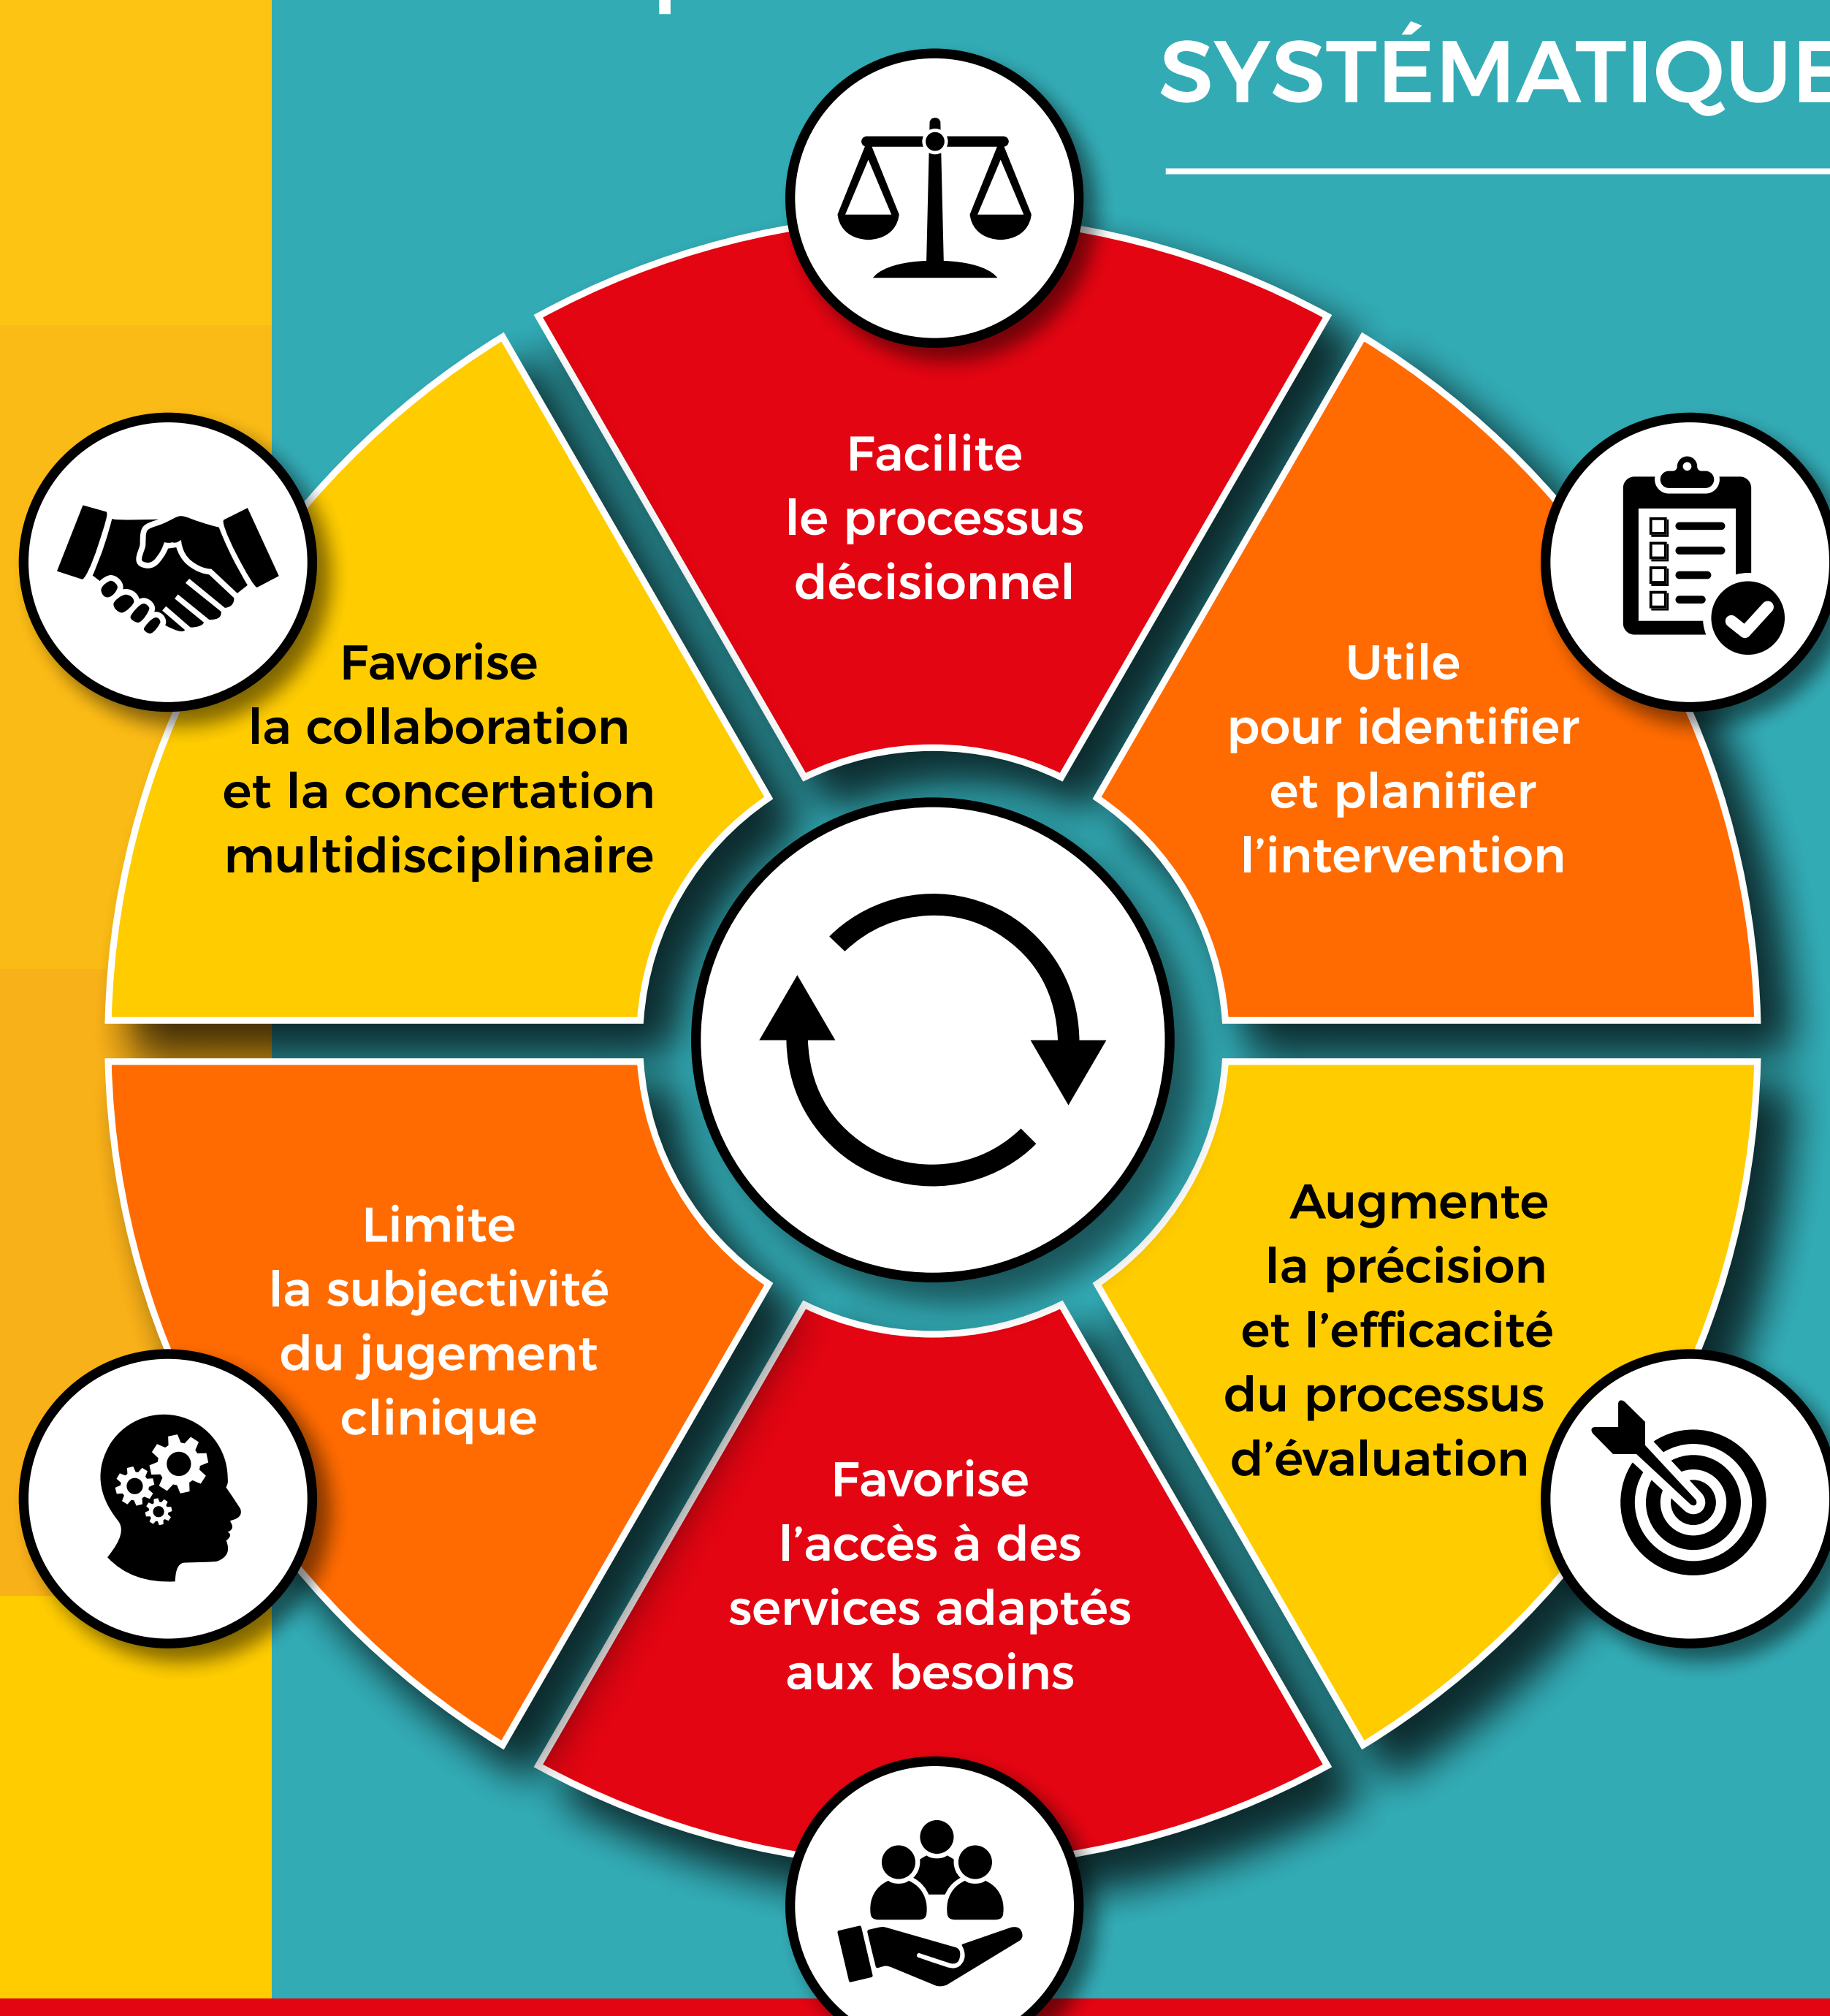 SYSTÉMATIQUE
Facilite
le processus
décisionnel
Utile
pour identifier
et planifier
l'intervention
Augmente
la précision
et l'efficacité
du processus
d'évaluation
Favorise
l'accès à des
services adaptés
aux besoins
Limite
la subjectivité
du jugement
clinique
Favorise
la collaboration
et la concertation
multidisciplinaire